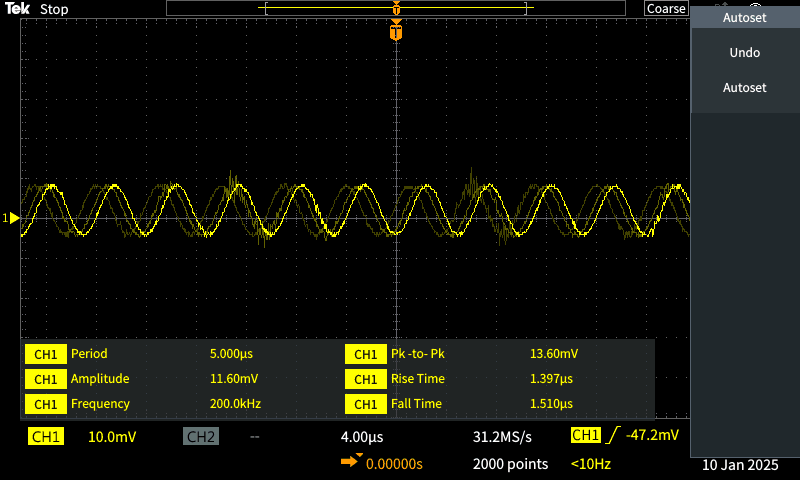 Tek Stop T Coarse Autoset
T
Undo
Autoset
1
CH1 Period 5.000µs CH1 Pk -to- Pk 13.60mV
CH1 Amplitude 11.60mV CH1 Rise Time 1.397µs
CH1 Frequency 200.0kHz CH1 Fall Time 1.510µs
CH1 10.0mV CH2 -- 4.00µs 31.2MS/s CH1 -47.2mV
0.00000s 2000 points <10Hz 10 Jan 2025